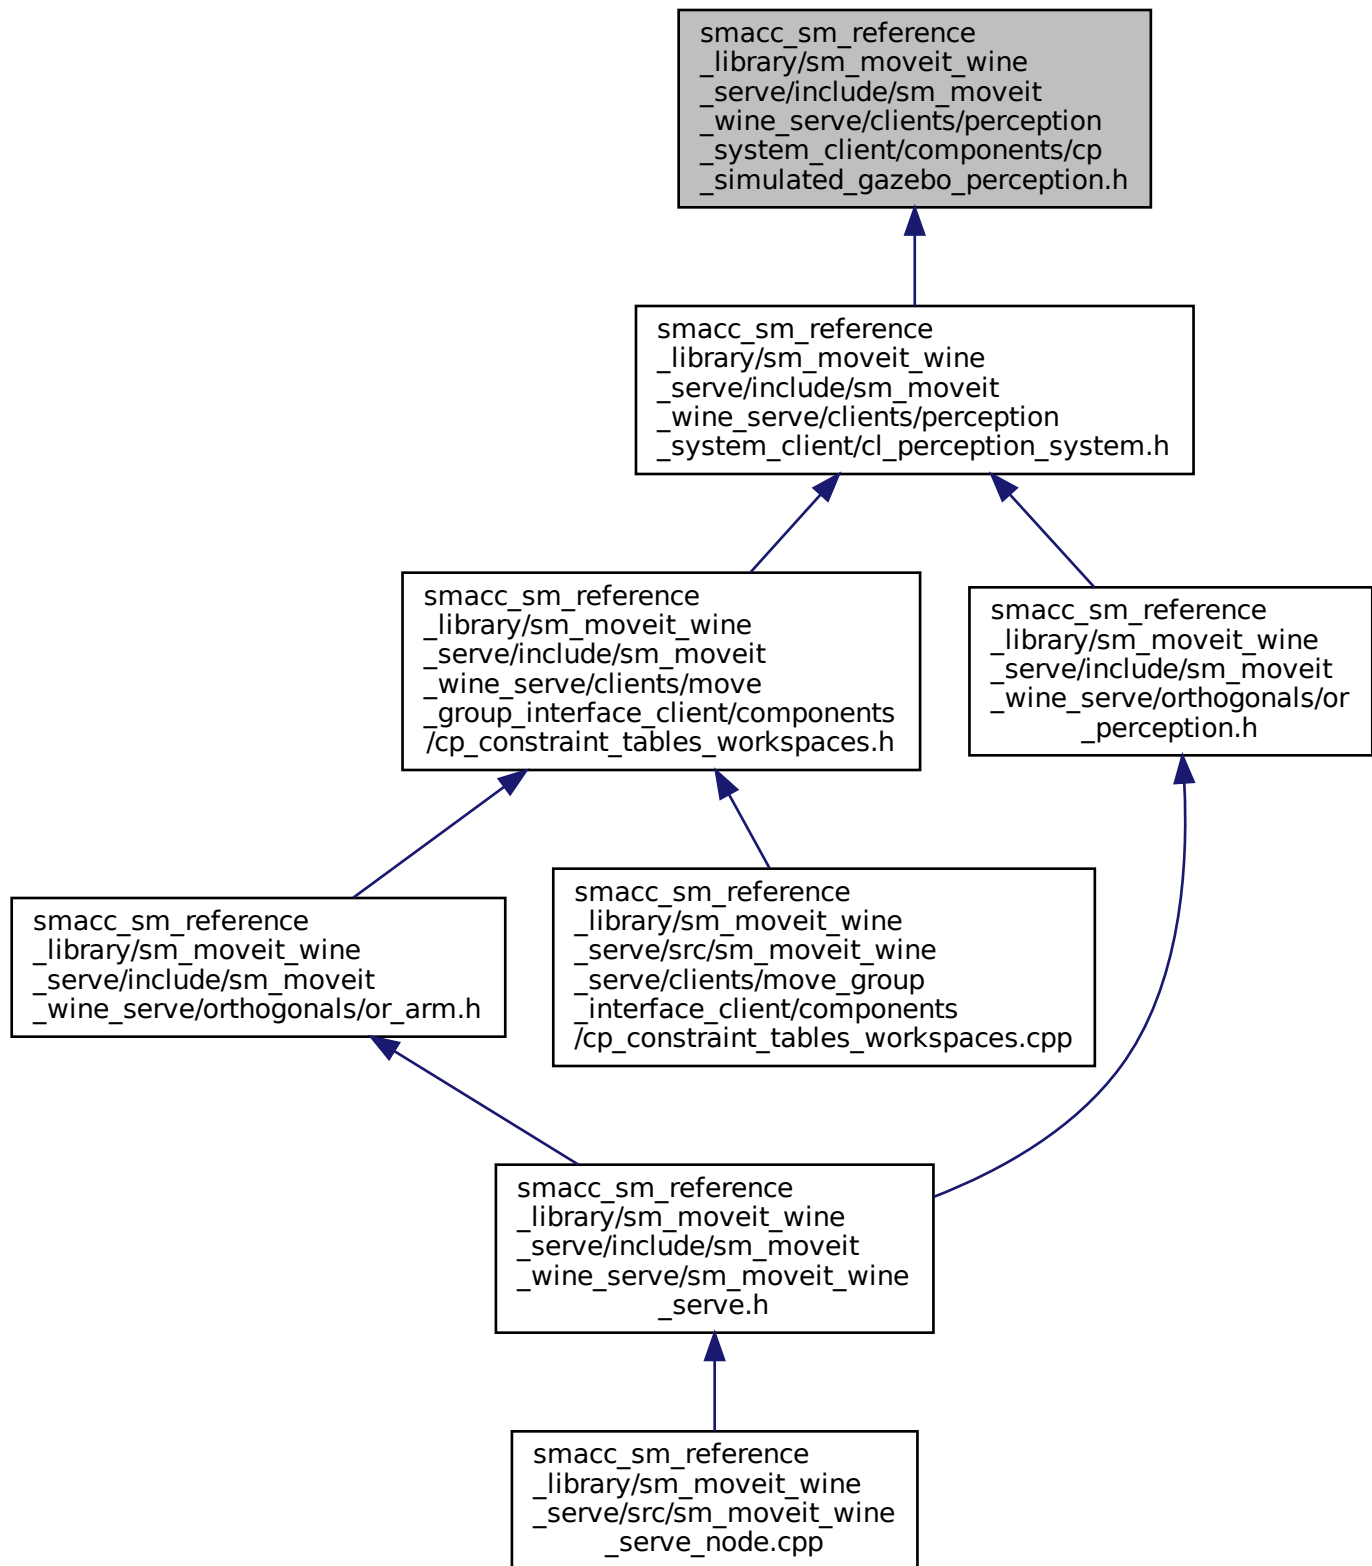 smacc_sm_reference
_library/sm_moveit_wine
_serve/include/sm_moveit
_wine_serve/clients/perception
_system_client/components/cp
_simulated_gazebo_perception.h
smacc_sm_reference
_library/sm_moveit_wine
_serve/include/sm_moveit
_wine_serve/clients/perception
_system_client/cl_perception_system.h
smacc_sm_reference
_library/sm_moveit_wine
_serve/include/sm_moveit
_wine_serve/clients/move
_group_interface_client/components
/cp_constraint_tables_workspaces.h
smacc_sm_reference
_library/sm_moveit_wine
_serve/include/sm_moveit
_wine_serve/orthogonals/or
_perception.h
smacc_sm_reference
_library/sm_moveit_wine
_serve/include/sm_moveit
_wine_serve/orthogonals/or_arm.h
smacc_sm_reference
_library/sm_moveit_wine
_serve/src/sm_moveit_wine
_serve/clients/move_group
_interface_client/components
/cp_constraint_tables_workspaces.cpp
smacc_sm_reference
_library/sm_moveit_wine
_serve/include/sm_moveit
_wine_serve/sm_moveit_wine
_serve.h
smacc_sm_reference
_library/sm_moveit_wine
_serve/src/sm_moveit_wine
_serve_node.cpp